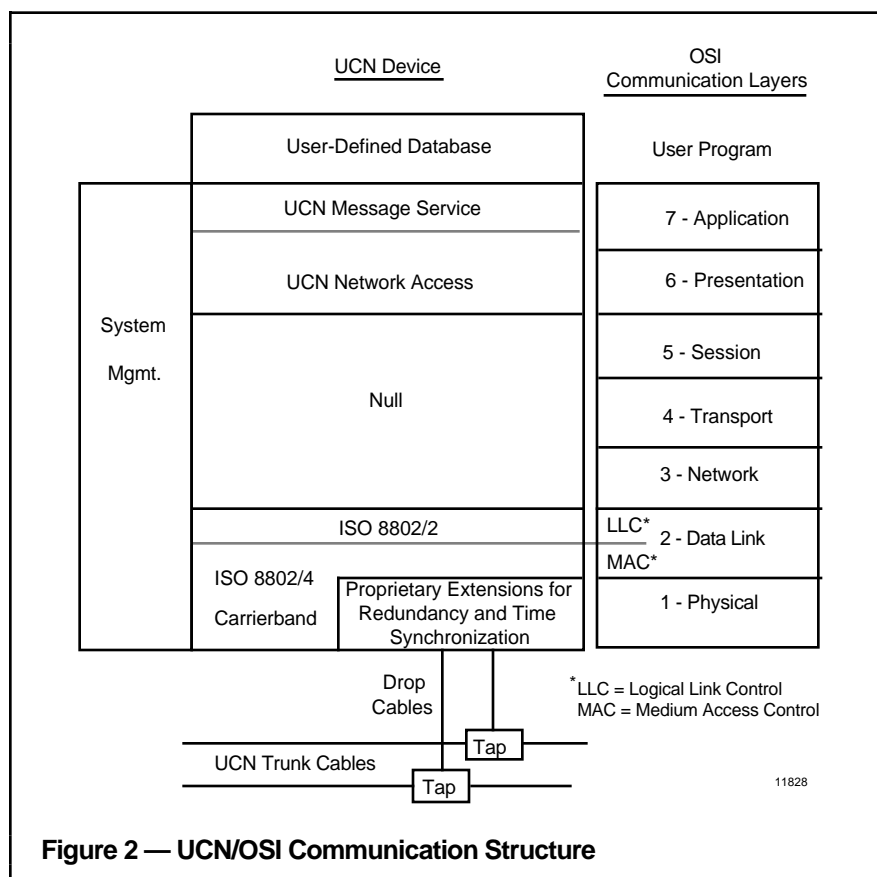 UCN Device
OSI
Communication Layers
User-Defined Database
User Program
UCN Message Service
7 - Application
UCN Network Access
6 - Presentation
System
Mgmt.
5 - Session
Null
4 - Transport
3 - Network
ISO 8802/2
LLC*
2 - Data Link
MAC*
ISO 8802/4
Carrierband
Proprietary Extensions for
Redundancy and Time
Synchronization
1 - Physical
Drop
Cables
*LLC = Logical Link Control
MAC = Medium Access Control
Tap
UCN Trunk Cables
Tap
11828
Figure 2 — UCN/OSI Communication Structure